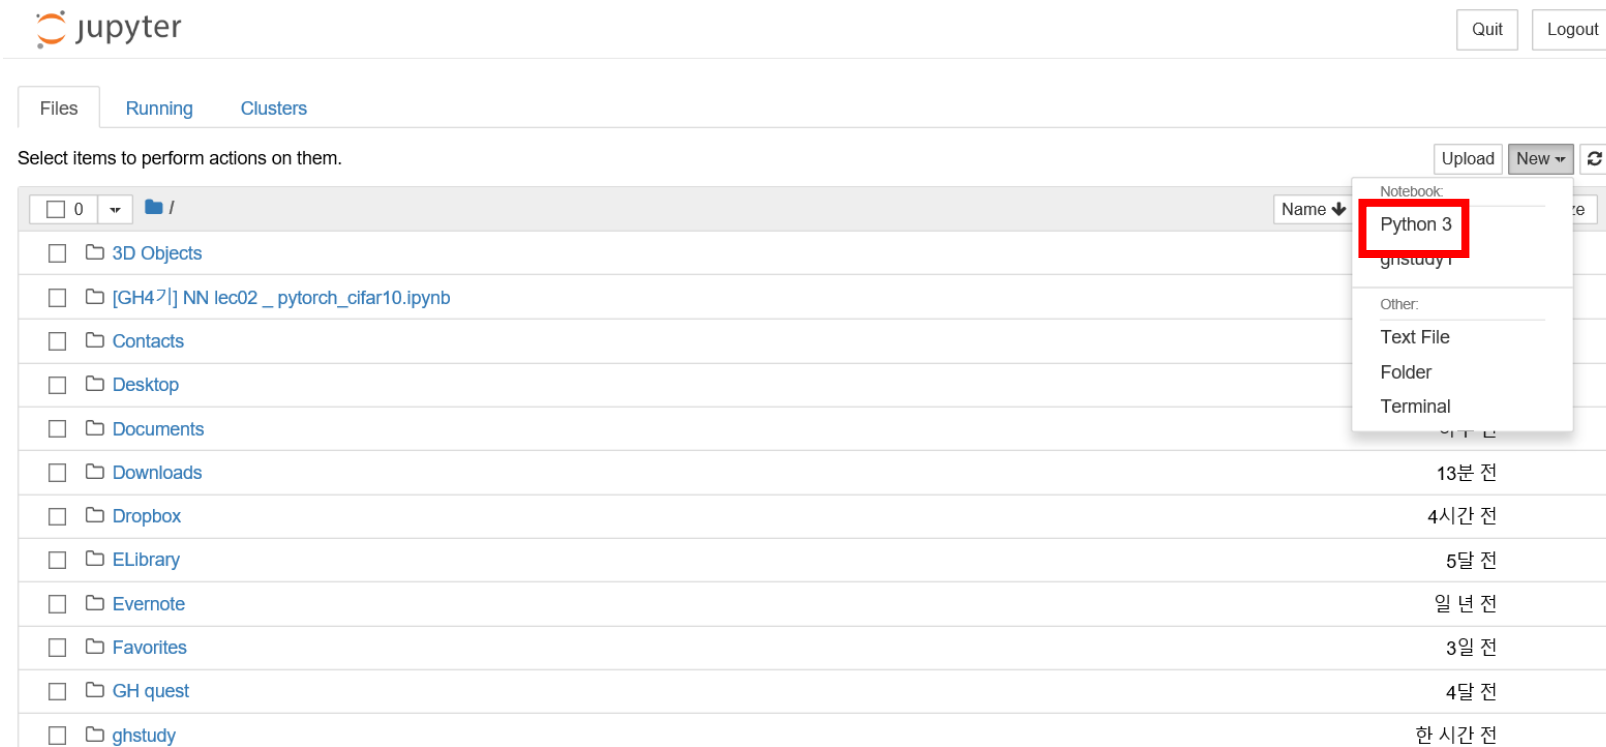 jupyter
Quit
Logout
Files
Running
Clusters
Select items to perform actions on them.
Upload
New
0
/
Name
Notebook:
Python 3
ghstudy1
Other:
Text File
Folder
Terminal
3D Objects
[GH4기] NN lec02 _ pytorch_cifar10.ipynb
Contacts
Desktop
Documents
Downloads
13분 전
Dropbox
4시간 전
ELibrary
5달 전
Evernote
일 년 전
Favorites
3일 전
GH quest
4달 전
ghstudy
한 시간 전